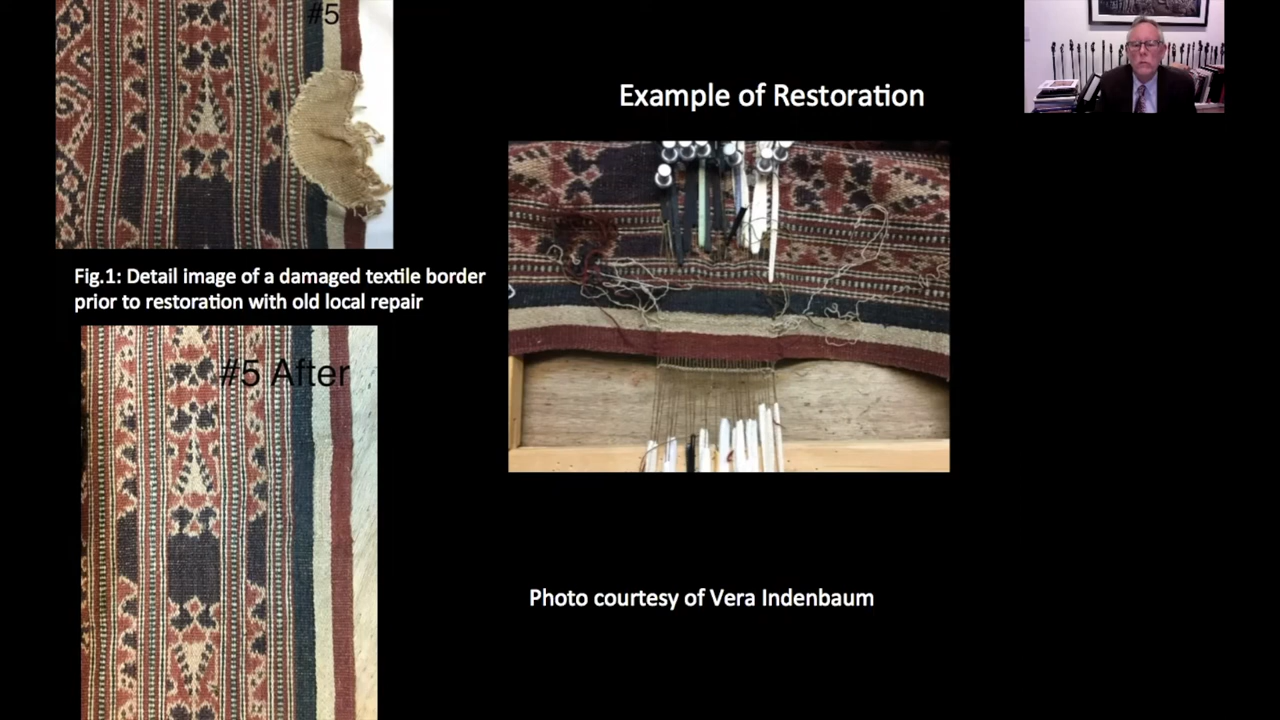 #5
Example of Restoration
Fig.1: Detail image of a damaged textile border
prior to restoration with old local repair
#5 After
Photo courtesy of Vera Indenbaum